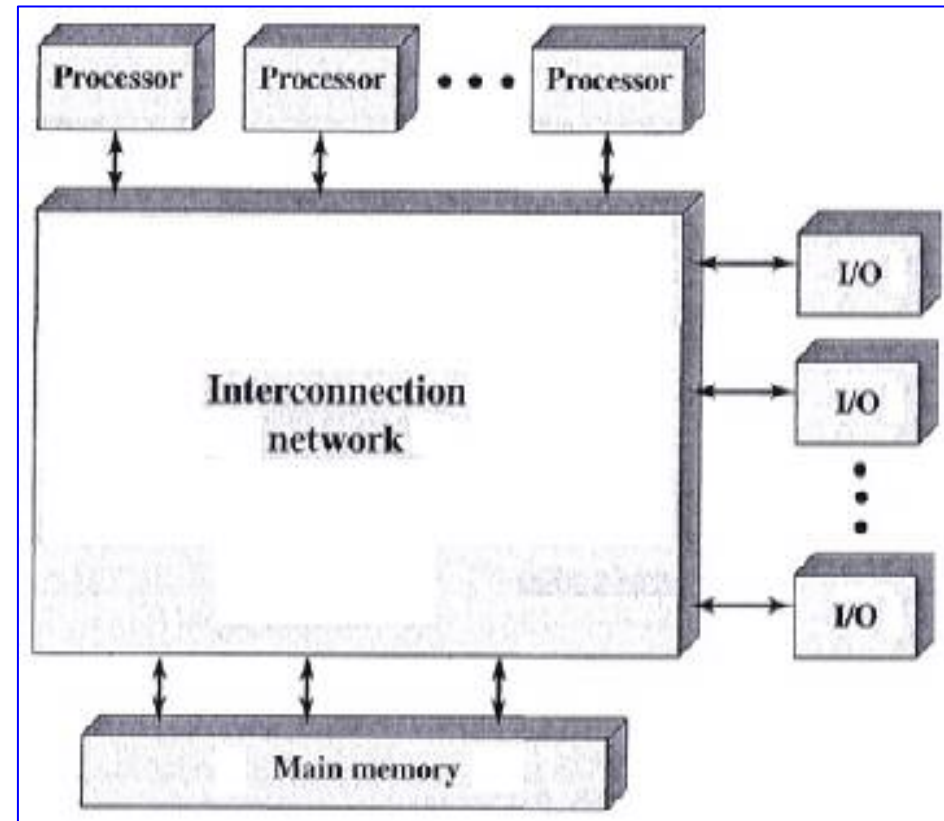 Processor
Processor
Processor
I/O
I/O
I/O
Interconnection
network
Main memory